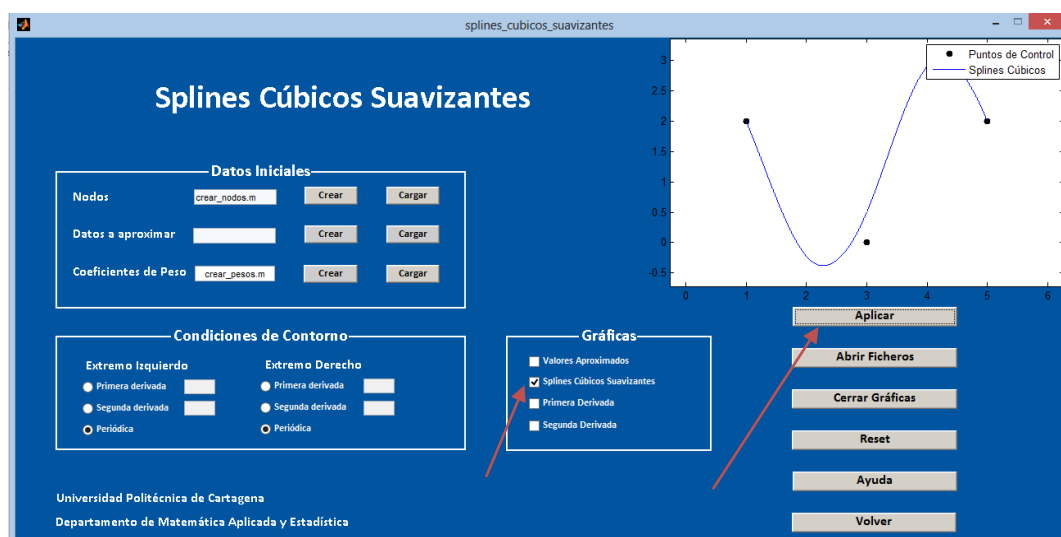 splines_cubicos_suavizantes
Splines Cúbicos Suavizantes
Puntos de Control
Splines Cúbicos
3
2.5
2
1.5
1
0.5
0
-0.5
0 1 2 3 4 5 6
Datos Iniciales
Nodos crear_nodos.m Crear Cargar
Datos a aproximar Crear Cargar
Coeficientes de Peso crear_pesos.m Crear Cargar
Condiciones de Contorno
Extremo Izquierdo Extremo Derecho
Primera derivada Primera derivada
Segunda derivada Segunda derivada
Periódica Periódica
Gráficas
Valores Aproximados
Splines Cúbicos Suavizantes
Primera Derivada
Segunda Derivada
Aplicar
Abrir Ficheros
Cerrar Gráficas
Reset
Ayuda
Volver
Universidad Politécnica de Cartagena
Departamento de Matemática Aplicada y Estadística